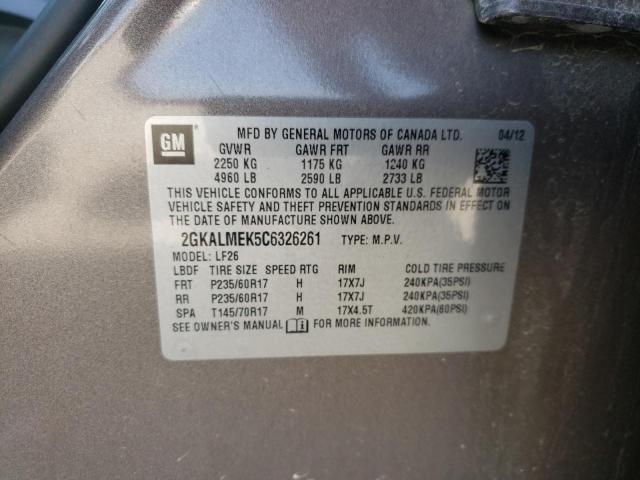 GM
MFD BY GENERAL MOTORS OF CANADA LTD. 04/12
GVWR GAWR FRT GAWR RR
2250 KG 1175 KG 1240 KG
4960 LB 2590 LB 2733 LB
THIS VEHICLE CONFORMS TO ALL APPLICABLE U.S. FEDERAL MOTOR
VEHICLE SAFETY AND THEFT PREVENTION STANDARDS IN EFFECT ON
DATE OF MANUFACTURE SHOWN ABOVE.
2GKALMEK5C6326261 TYPE: M.P.V.
MODEL: LF26
LBDF TIRE SIZE SPEED RTG RIM COLD TIRE PRESSURE
FRT P235/60R17 H 17X7J 240KPA(35PSI)
RR P235/60R17 H 17X7J 240KPA(35PSI)
SPA T145/70R17 M 17X4.5T 420KPA(60PSI)
SEE OWNER'S MANUAL FOR MORE INFORMATION.